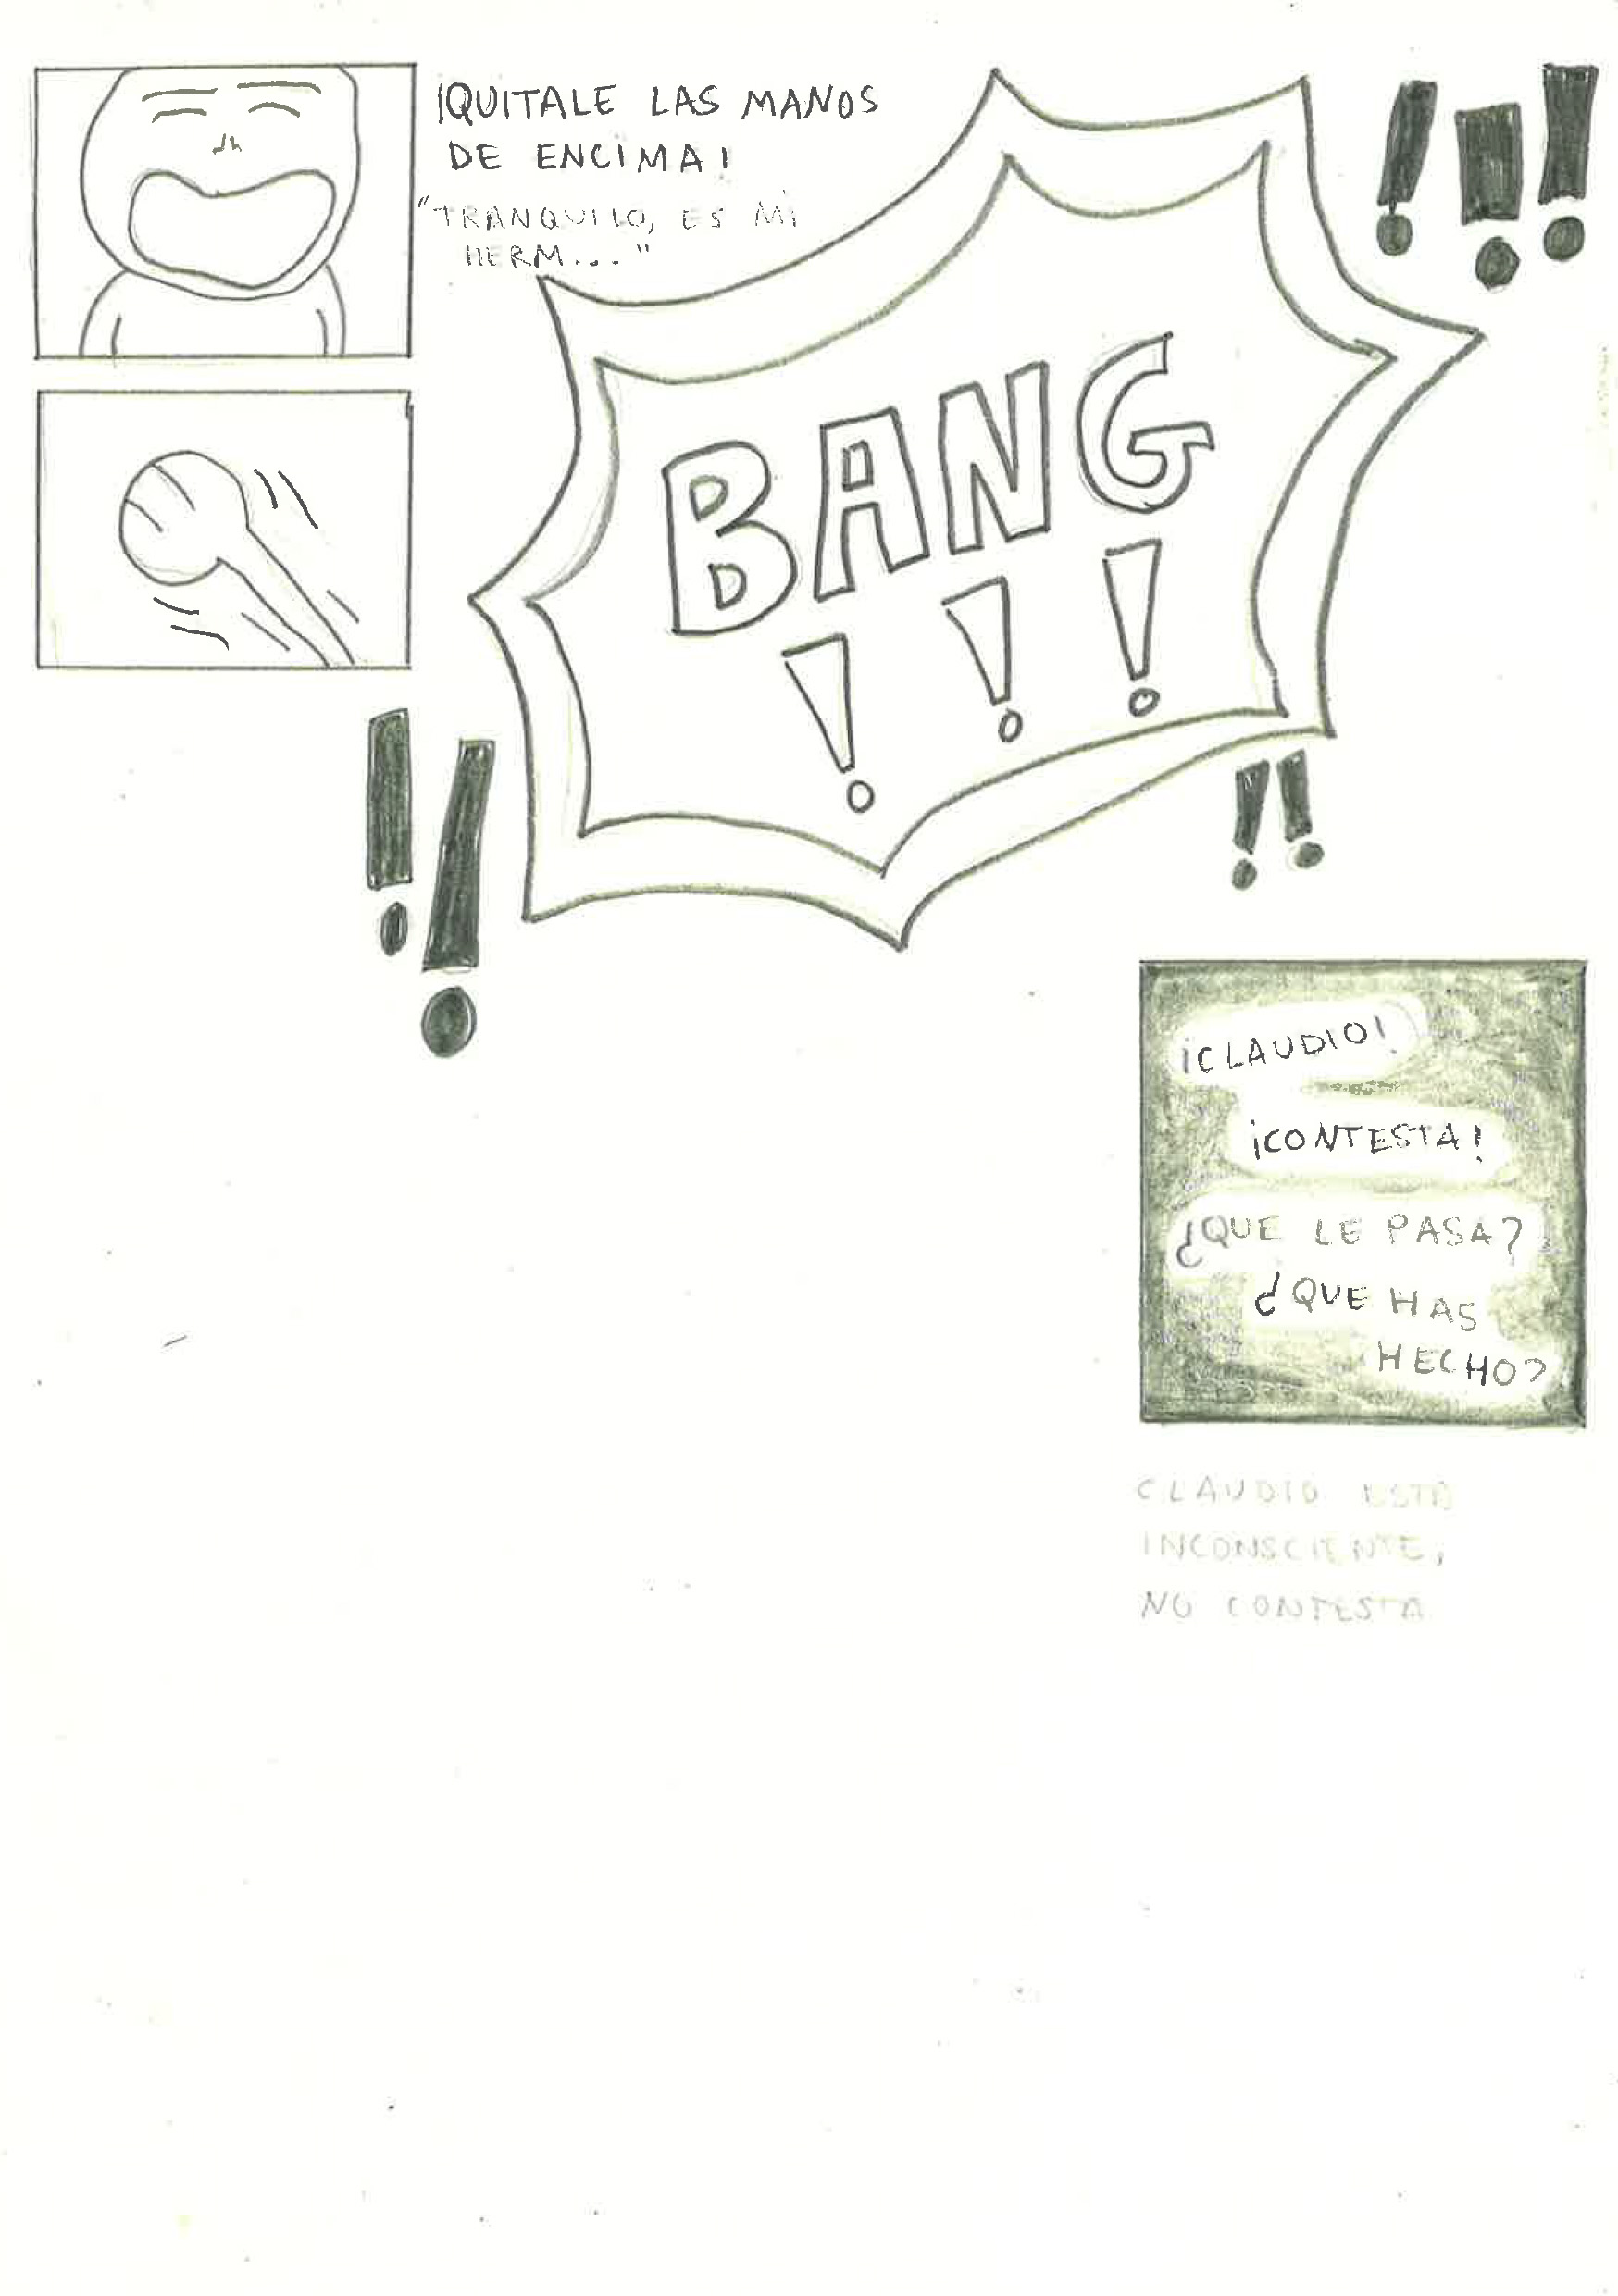 ¡QUITALE LAS MANOS
DE ENCIMA!
"TRANQUILO, ES MI
HERM..."
BANG
!!!
!!!
!!
!!
¡CLAUDIO!
¡CONTESTA!
¿QUE LE PASA?
¿QUE HAS
HECHO?
CLAUDIO ESTA
INCONSCIENTE,
NO CONTESTA